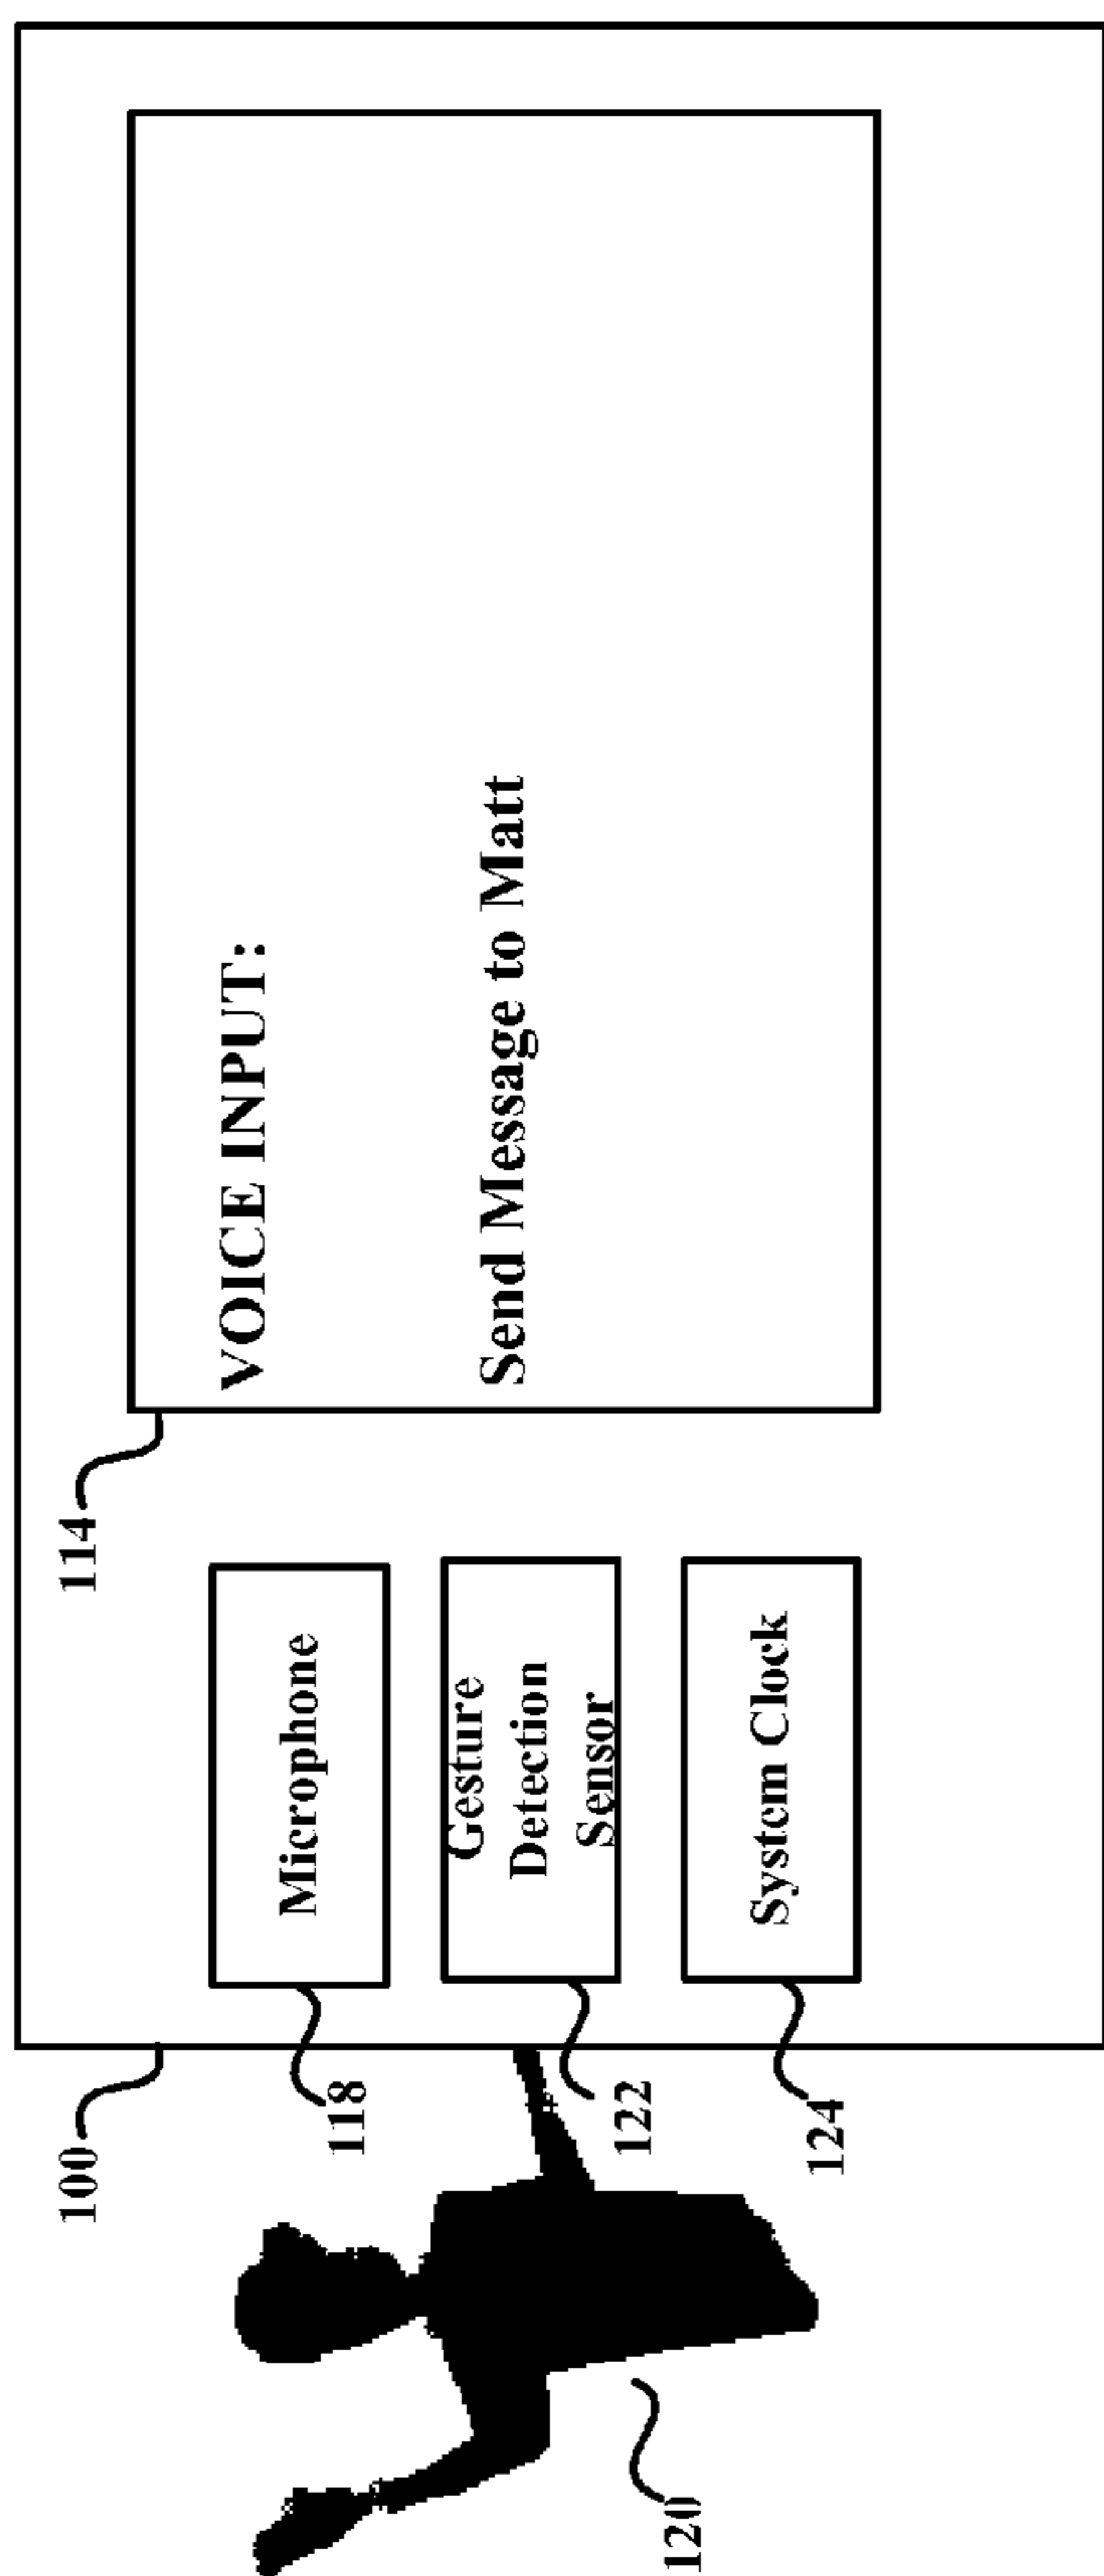 100
114
118
Microphone
VOICE INPUT:
122
Gesture
Detection
Sensor
Send Message to Matt
124
System Clock
120